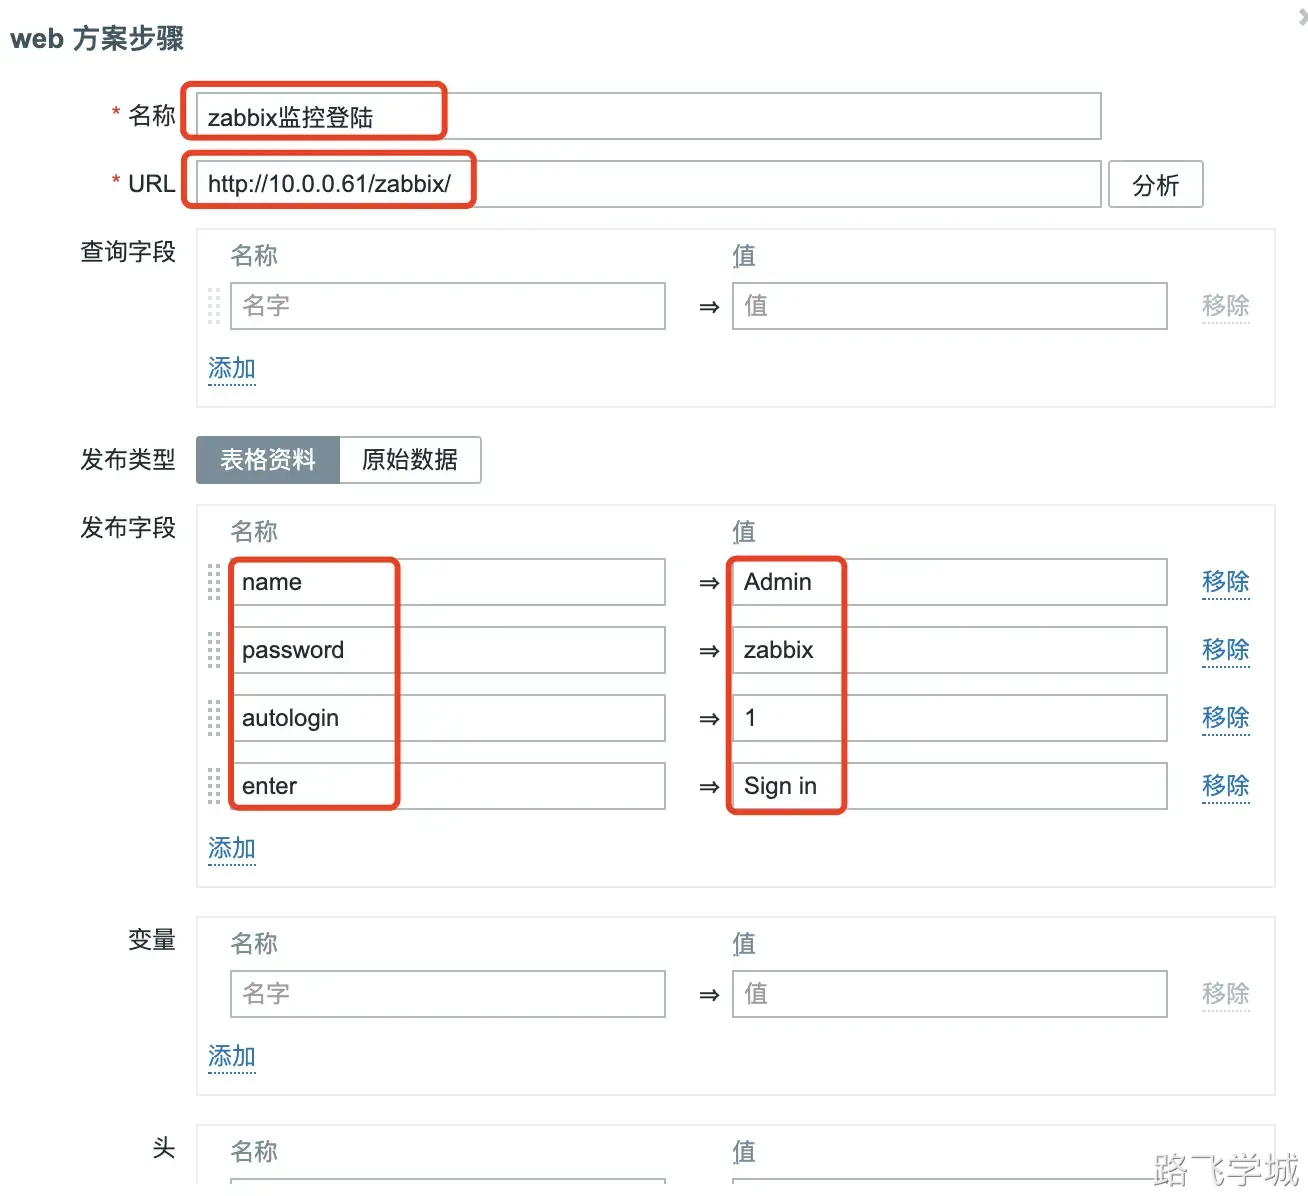 web 方案步骤
* 名称 zabbix监控登陆
* URL http://10.0.0.61/zabbix/ 分析
查询字段 名称 值
名字 ⇒ 值 移除
添加
发布类型 表格资料 原始数据
发布字段 名称 值
name ⇒ Admin 移除
password ⇒ zabbix 移除
autologin ⇒ 1 移除
enter ⇒ Sign in 移除
添加
变量 名称 值
名字 ⇒ 值 移除
添加
头 名称 值
路飞学城